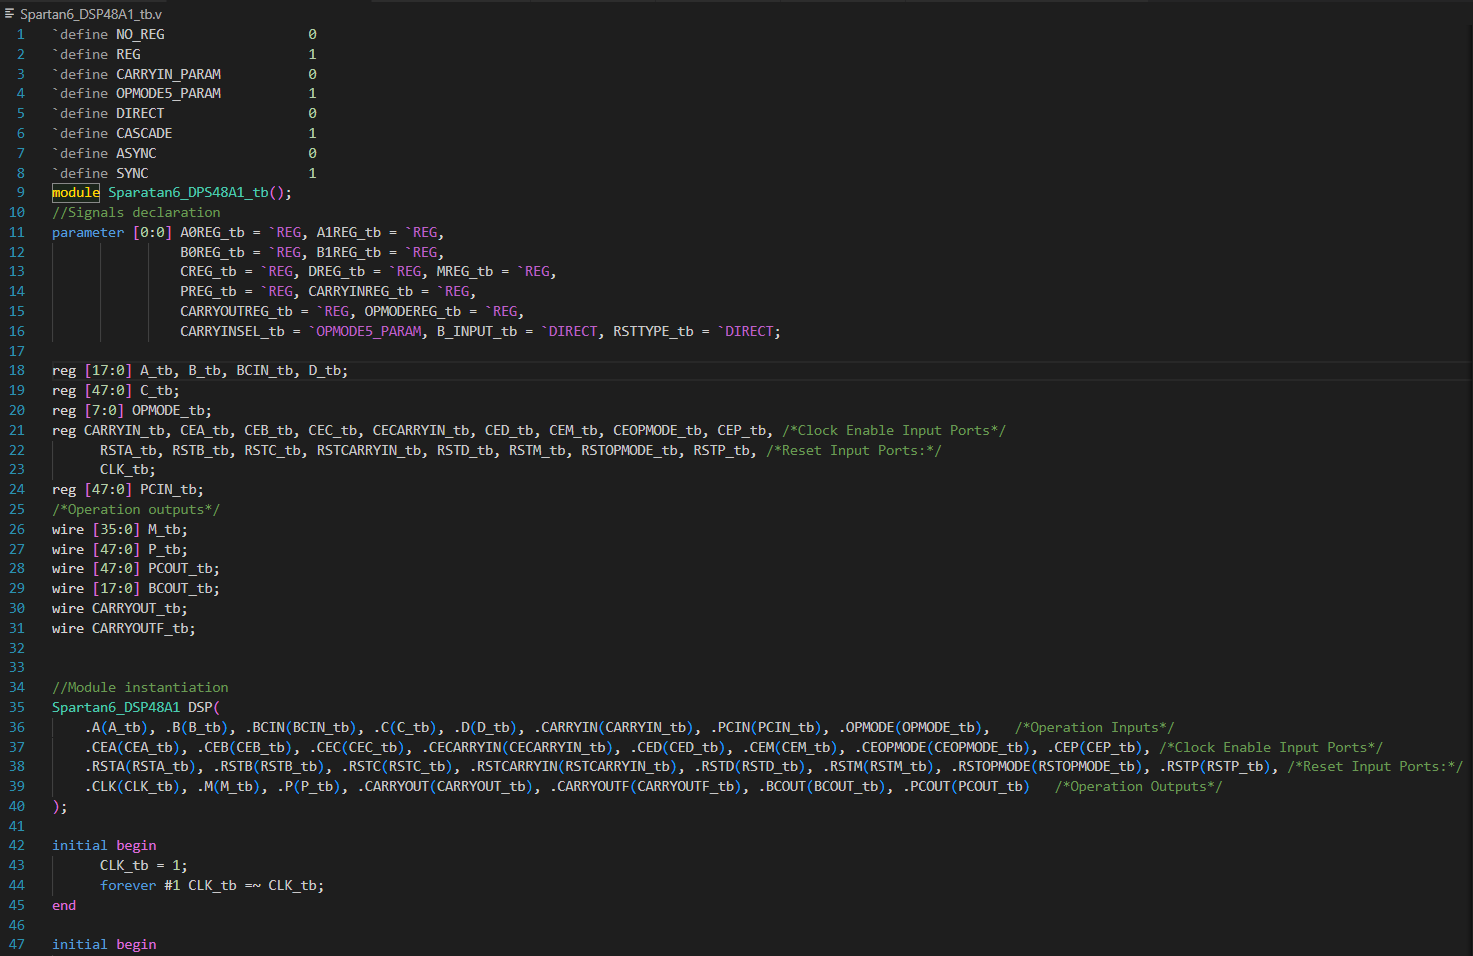 Spartan6_DSP48A1_tb.v
1 `define NO_REG 0
2 `define REG 1
3 `define CARRYIN_PARAM 0
4 `define OPMODE5_PARAM 1
5 `define DIRECT 0
6 `define CASCADE 1
7 `define ASYNC 0
8 `define SYNC 1
9 module Sparatan6_DPS48A1_tb();
10 //Signals declaration
11 parameter [0:0] A0REG_tb = `REG, A1REG_tb = `REG,
12 B0REG_tb = `REG, B1REG_tb = `REG,
13 CREG_tb = `REG, DREG_tb = `REG, MREG_tb = `REG,
14 PREG_tb = `REG, CARRYINREG_tb = `REG,
15 CARRYOUTREG_tb = `REG, OPMODEREG_tb = `REG,
16 CARRYINSEL_tb = `OPMODE5_PARAM, B_INPUT_tb = `DIRECT, RSTTYPE_tb = `DIRECT;
17
18 reg [17:0] A_tb, B_tb, BCIN_tb, D_tb;
19 reg [47:0] C_tb;
20 reg [7:0] OPMODE_tb;
21 reg CARRYIN_tb, CEA_tb, CEB_tb, CEC_tb, CECARRYIN_tb, CED_tb, CEM_tb, CEOPMODE_tb, CEP_tb, /*Clock Enable Input Ports*/
22 RSTA_tb, RSTB_tb, RSTC_tb, RSTCARRYIN_tb, RSTD_tb, RSTM_tb, RSTOPMODE_tb, RSTP_tb, /*Reset Input Ports:*/
23 CLK_tb;
24 reg [47:0] PCIN_tb;
25 /*Operation outputs*/
26 wire [35:0] M_tb;
27 wire [47:0] P_tb;
28 wire [47:0] PCOUT_tb;
29 wire [17:0] BCOUT_tb;
30 wire CARRYOUT_tb;
31 wire CARRYOUTF_tb;
32
33
34 //Module instantiation
35 Spartan6_DSP48A1 DSP(
36 .A(A_tb), .B(B_tb), .BCIN(BCIN_tb), .C(C_tb), .D(D_tb), .CARRYIN(CARRYIN_tb), .PCIN(PCIN_tb), .OPMODE(OPMODE_tb), /*Operation Inputs*/
37 .CEA(CEA_tb), .CEB(CEB_tb), .CEC(CEC_tb), .CECARRYIN(CECARRYIN_tb), .CED(CED_tb), .CEM(CEM_tb), .CEOPMODE(CEOPMODE_tb), .CEP(CEP_tb), /*Clock Enable Input Ports*/
38 .RSTA(RSTA_tb), .RSTB(RSTB_tb), .RSTC(RSTC_tb), .RSTCARRYIN(RSTCARRYIN_tb), .RSTD(RSTD_tb), .RSTM(RSTM_tb), .RSTOPMODE(RSTOPMODE_tb), .RSTP(RSTP_tb), /*Reset Input Ports:*/
39 .CLK(CLK_tb), .M(M_tb), .P(P_tb), .CARRYOUT(CARRYOUT_tb), .CARRYOUTF(CARRYOUTF_tb), .BCOUT(BCOUT_tb), .PCOUT(PCOUT_tb) /*Operation Outputs*/
40 );
41
42 initial begin
43 CLK_tb = 1;
44 forever #1 CLK_tb =~ CLK_tb;
45 end
46
47 initial begin